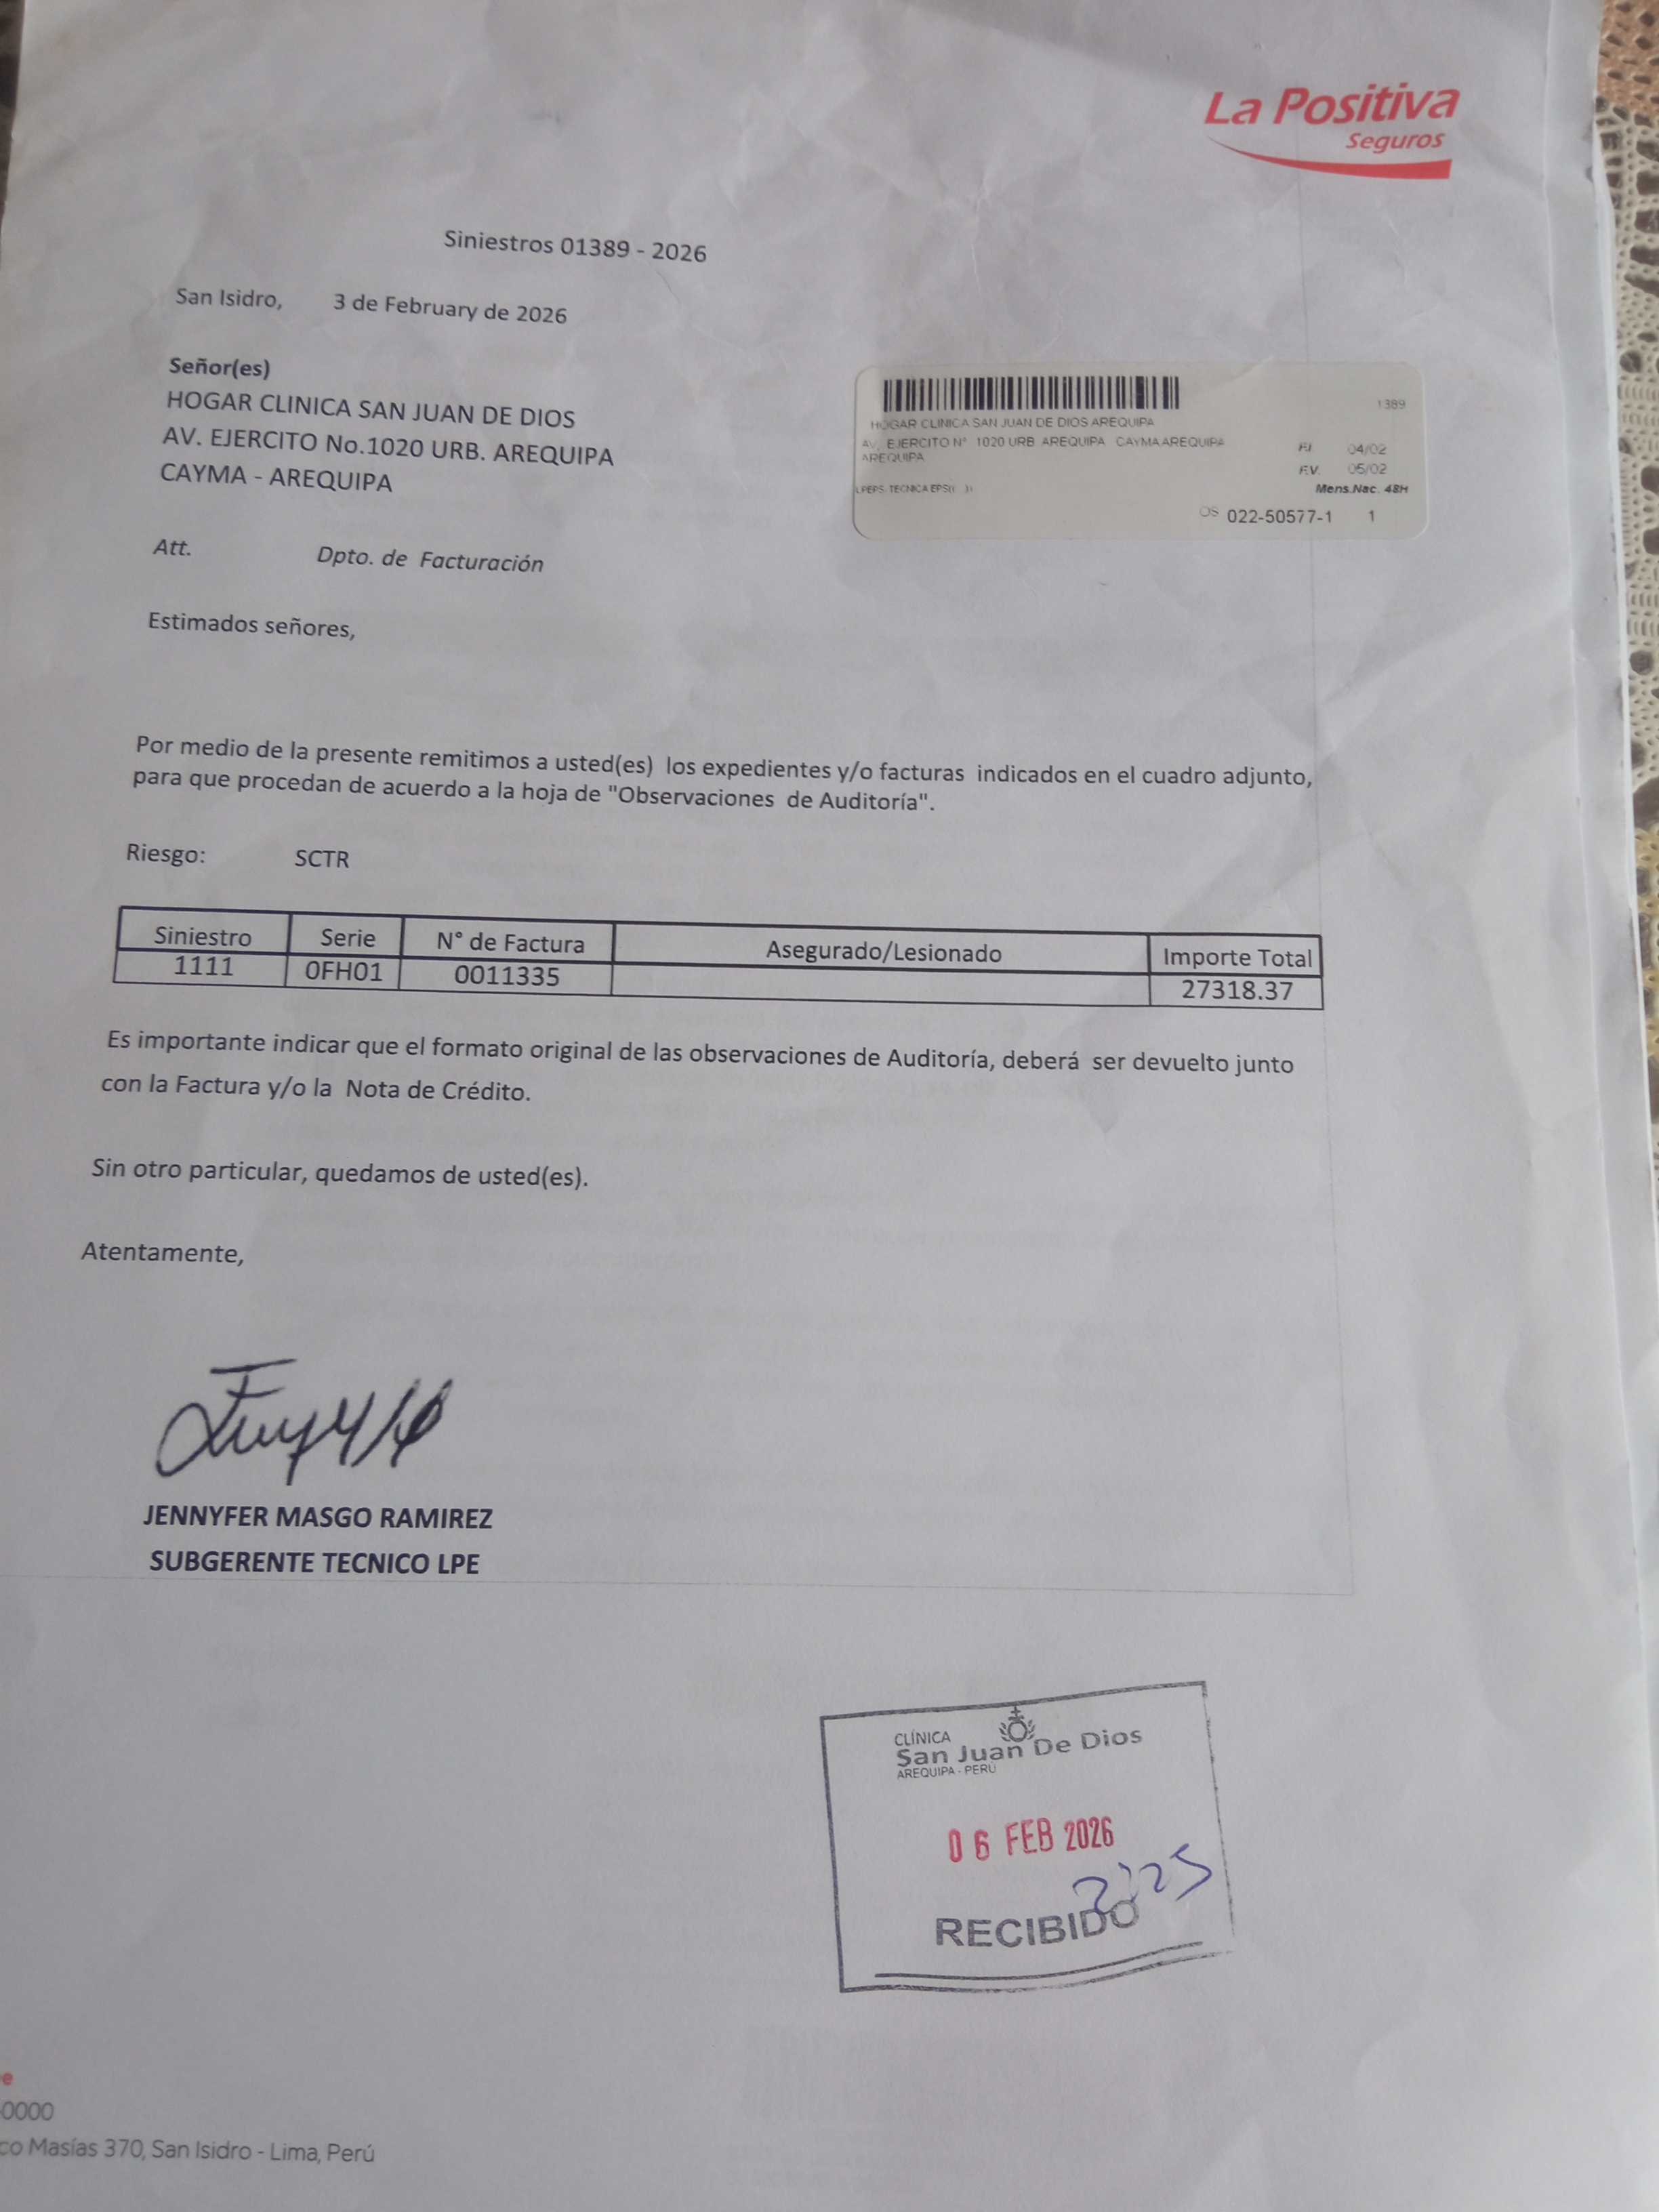 La Positiva
Seguros
Siniestros 01389 - 2026
San Isidro, 3 de February de 2026
Señor(es)
HOGAR CLINICA SAN JUAN DE DIOS
AV. EJERCITO No.1020 URB. AREQUIPA
CAYMA - AREQUIPA
1389
HOGAR CLINICA SAN JUAN DE DIOS AREQUIPA
AV. EJERCITO N° 1020 URB AREQUIPA CAYMA AREQUIPA
AREQUIPA
04/02
F.V. 05/02
LPEPS-TECNICA EPS
Mens.Nac. 48H
OS 022-50577-1 1
Att. Dpto. de Facturación
Estimados señores,
Por medio de la presente remitimos a usted(es) los expedientes y/o facturas indicados en el cuadro adjunto,
para que procedan de acuerdo a la hoja de "Observaciones de Auditoría".
Riesgo: SCTR
Siniestro Serie N° de Factura Asegurado/Lesionado Importe Total
1111 0FH01 0011335 27318.37
Es importante indicar que el formato original de las observaciones de Auditoría, deberá ser devuelto junto
con la Factura y/o la Nota de Crédito.
Sin otro particular, quedamos de usted(es).
Atentamente,
JENNYFER MASGO RAMIREZ
SUBGERENTE TECNICO LPE
CLÍNICA
San Juan De Dios
AREQUIPA - PERÚ
06 FEB 2026
RECIBIDO
e
0000
co Masías 370, San Isidro - Lima, Perú